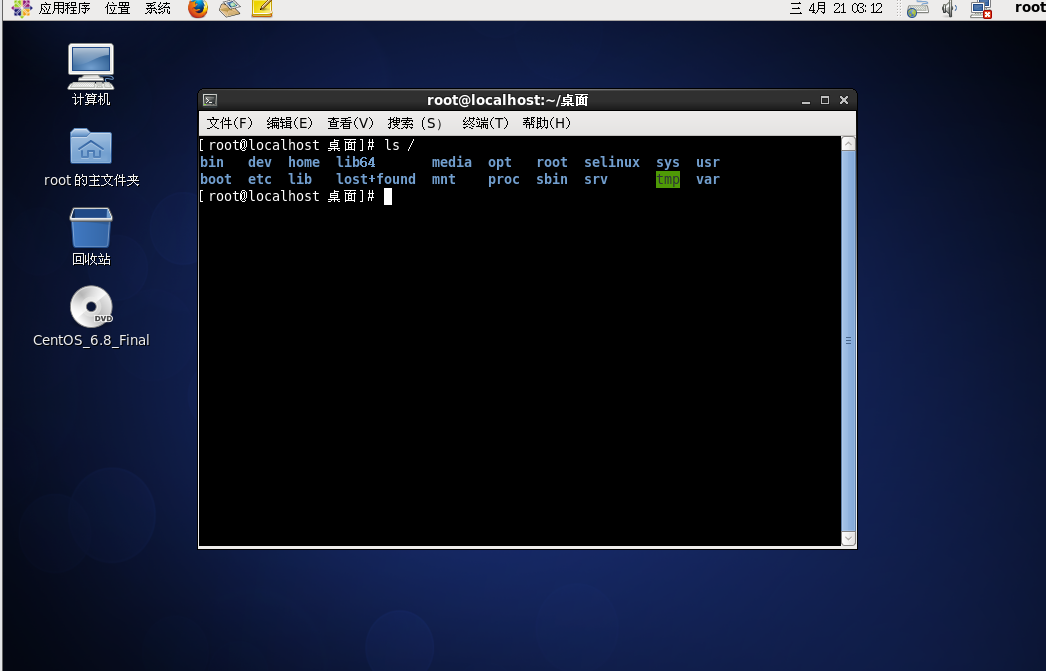 应用程序 位置 系统 三 4月 21 03:12 root
计算机
root 的主文件夹
回收站
DVD
CentOS_6.8_Final
root@localhost:~/桌面
文件(F) 编辑(E) 查看(V) 搜索 (S) 终端(T) 帮助(H)
[root@localhost 桌面]# ls /
bin dev home lib64 media opt root selinux sys usr
boot etc lib lost+found mnt proc sbin srv tmp var
[root@localhost 桌面]#